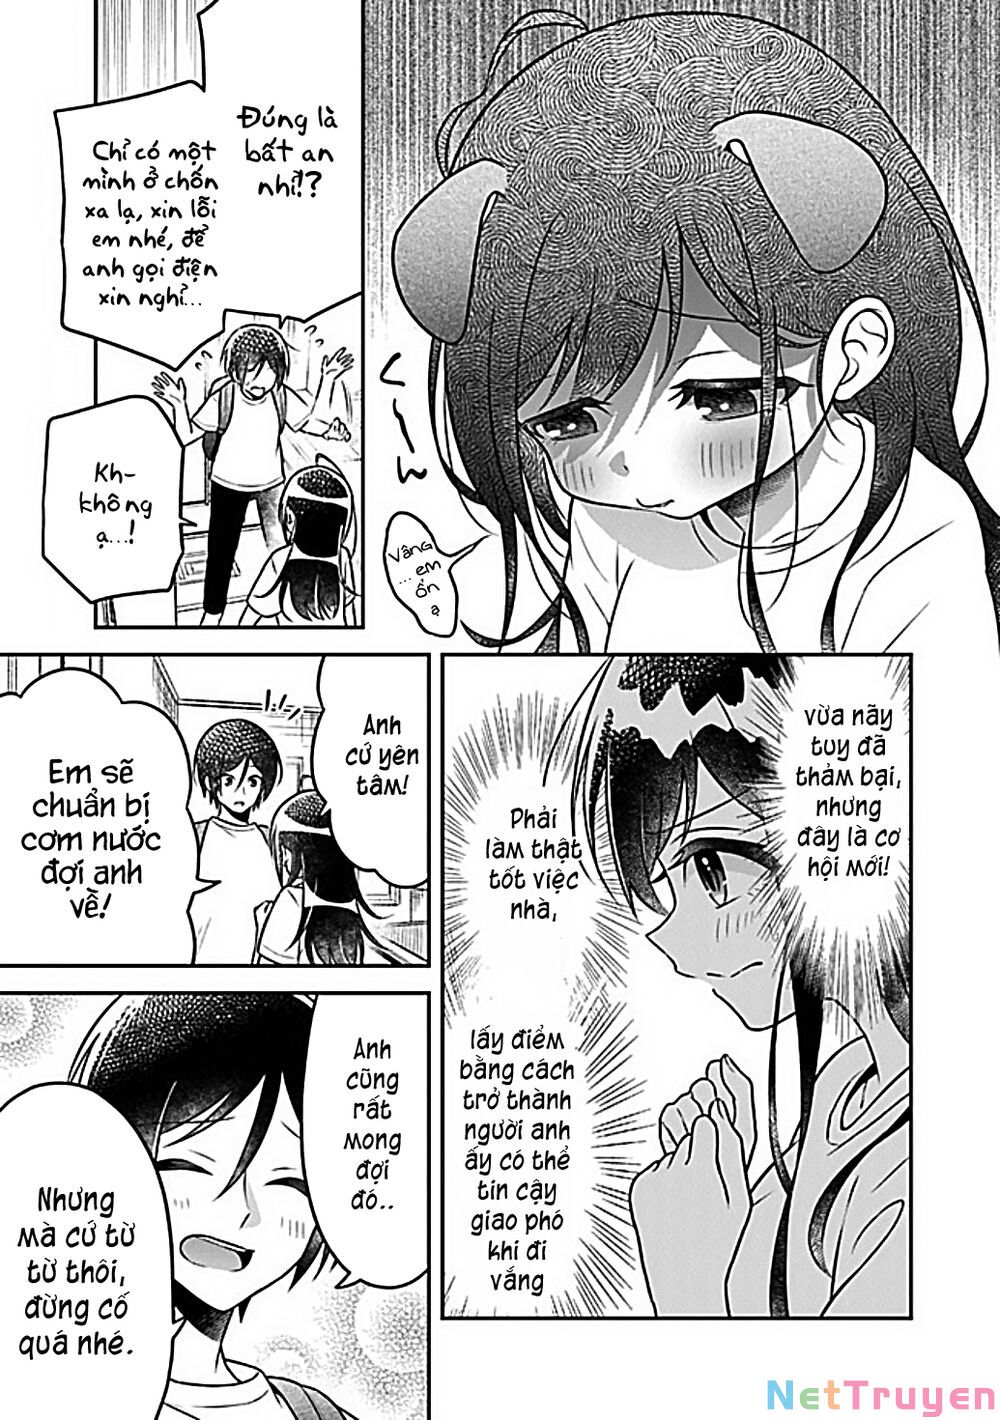 Vâng
...em
ổn
ạ
Đúng là
bất an
nhỉ!?
Chỉ có một
mình ở chốn
xa lạ, xin lỗi
em nhé, để
anh gọi điện
xin nghỉ...
Kh-
không
ạ...!
vừa nãy
tuy đã
thảm bại,
nhưng
đây là cơ
hội mới!
Phải
làm thật
tốt việc
nhà,
lấy điểm
bằng cách
trở thành
người anh
ấy có thể
tin cậy
giao phó
khi đi
vắng
Anh
cứ yên
tâm!
Em sẽ
chuẩn bị
cơm nước
đợi anh
về!
Anh
cũng
rất
mong
đợi
đó..
Nhưng
mà cứ từ
từ thôi,
đừng cố
quá nhé.
NetTruyen